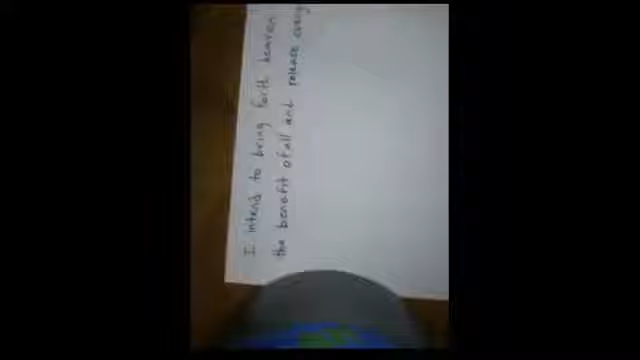 I intend to bring forth heaven
the benefit of all and release every